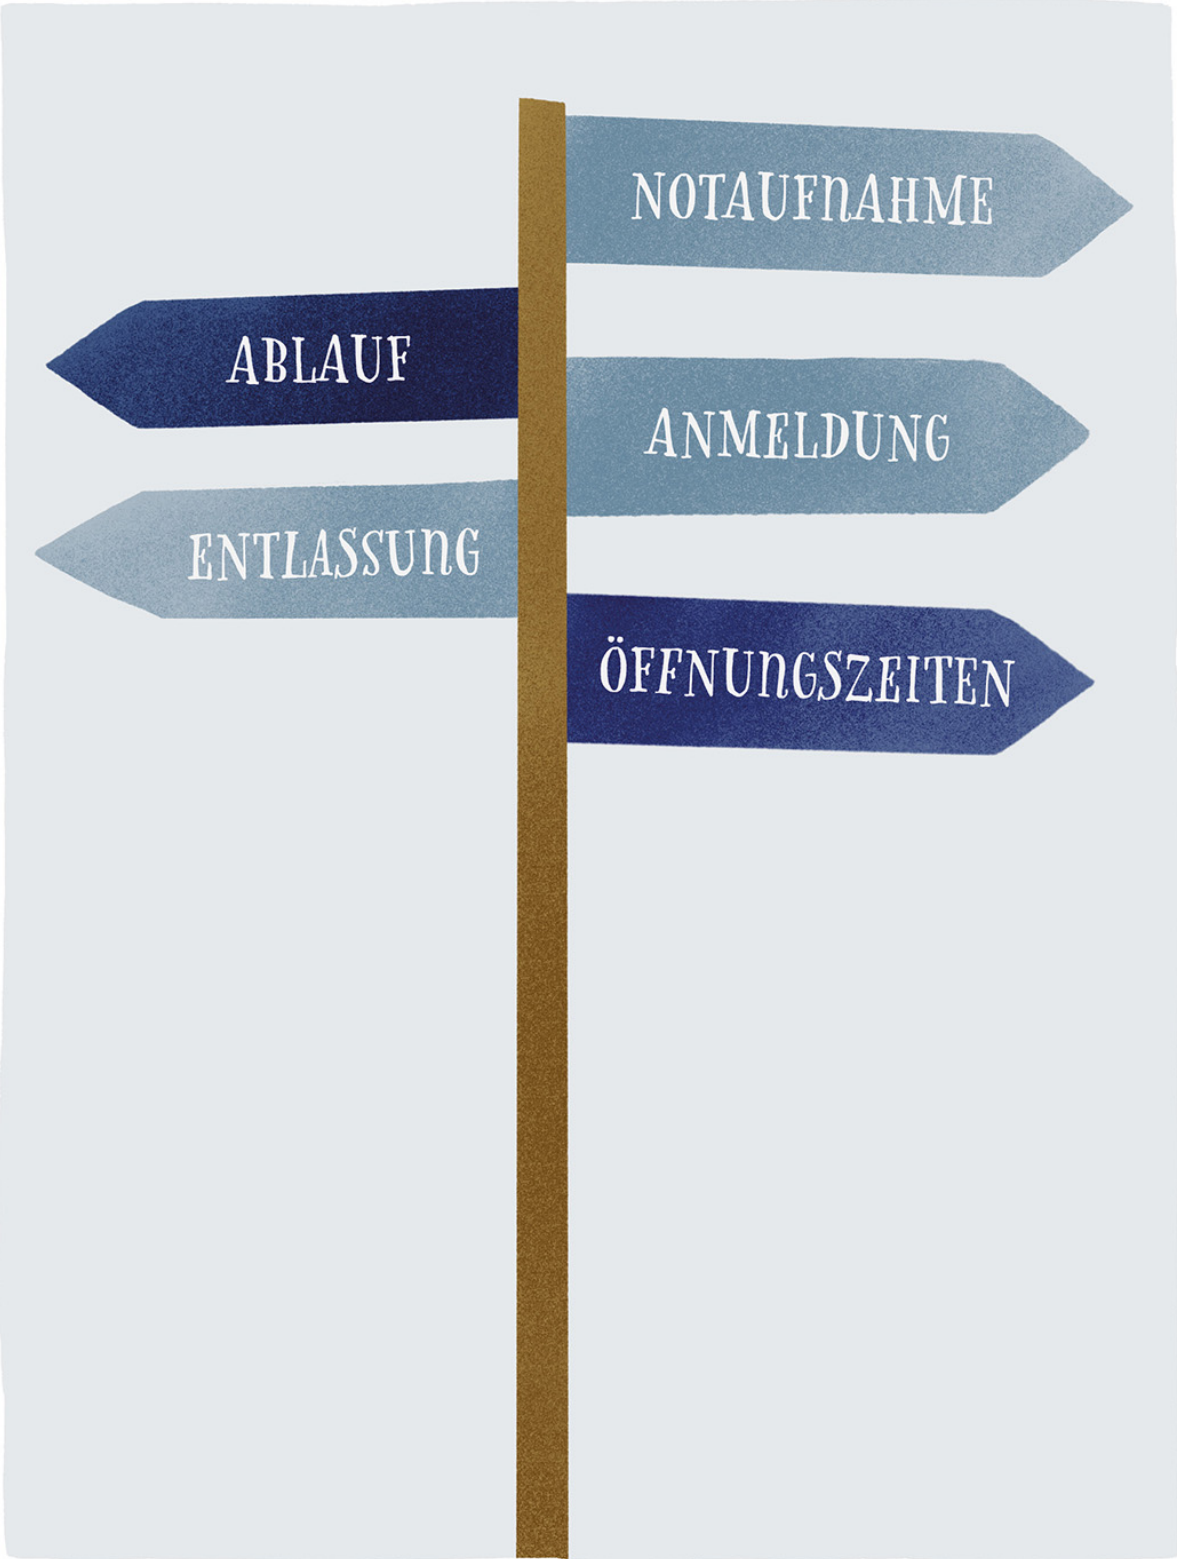 NOTAUFNAHME
ABLAUF
ANMELDUNG
ENTLASSUNG
ÖFFNUNGSZEITEN